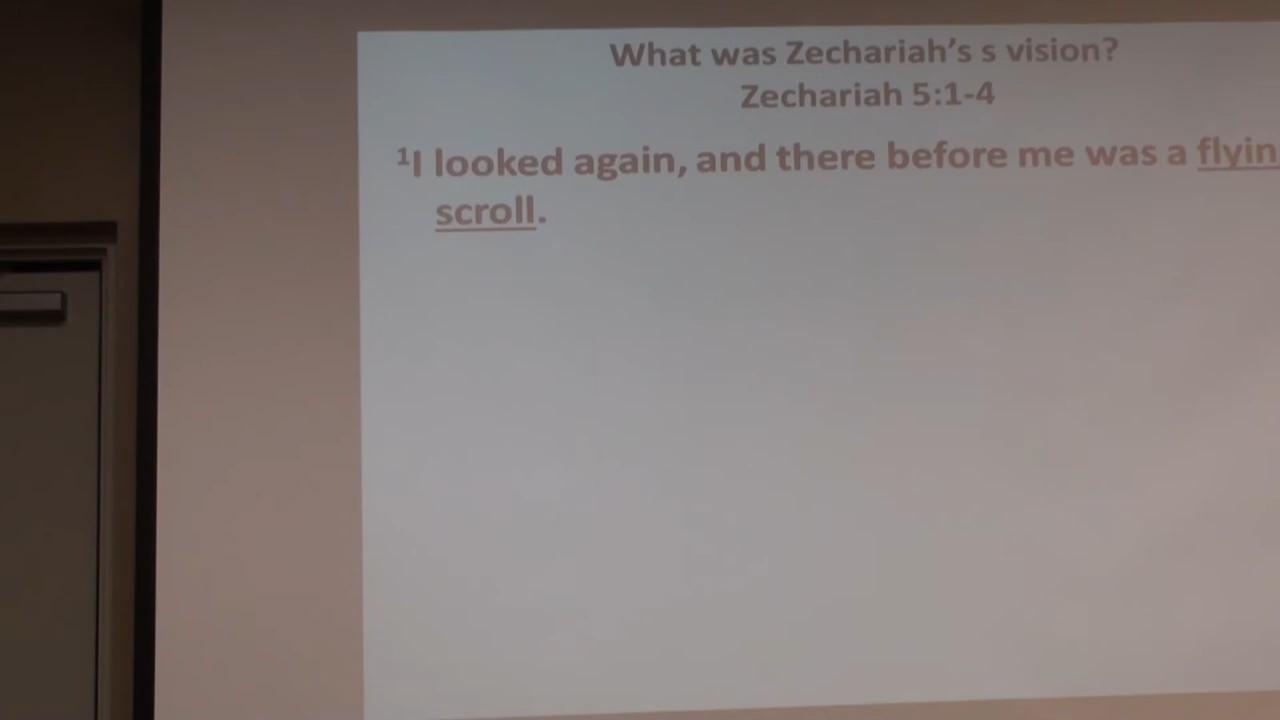 What was Zechariah’s s vision?
Zechariah 5:1-4
¹I looked again, and there before me was a flyin
scroll.